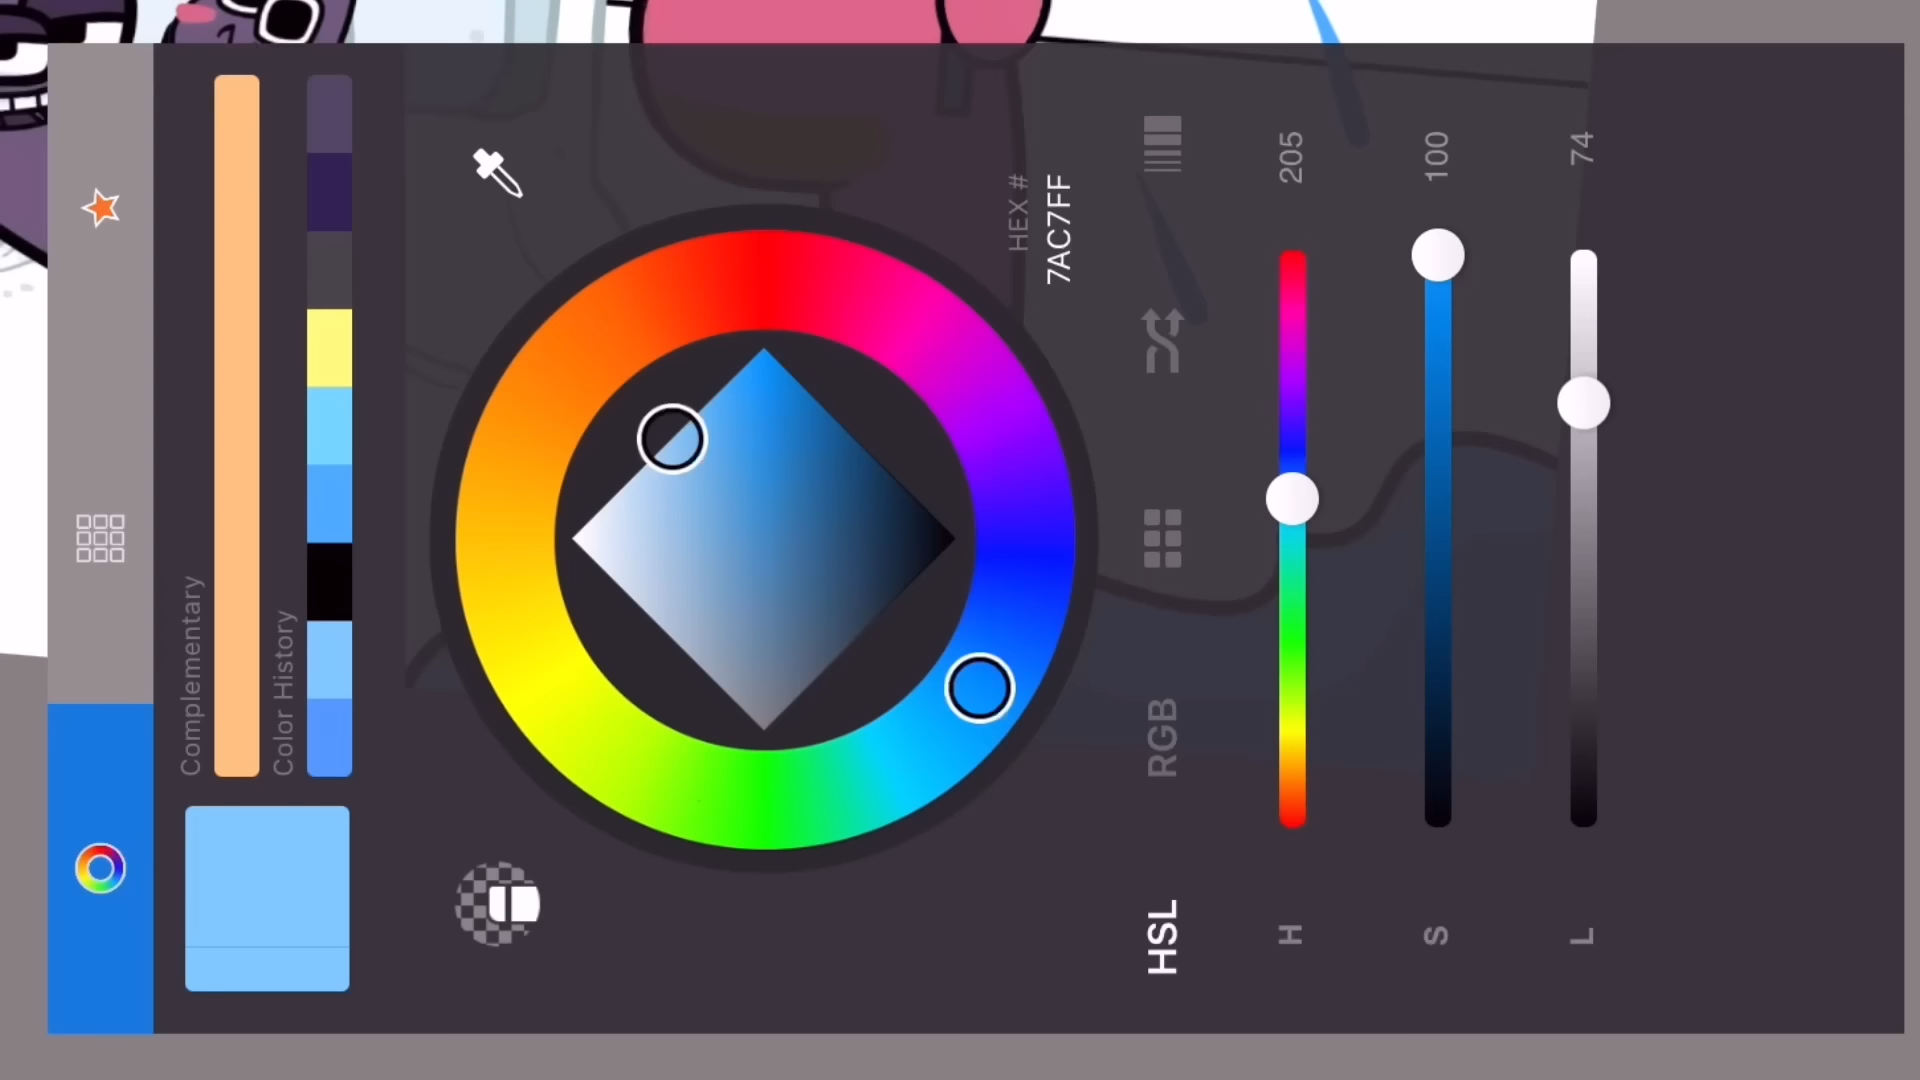 Complementary
Color History
HEX #
7AC7FF
HSL
RGB
H
205
S
100
L
74